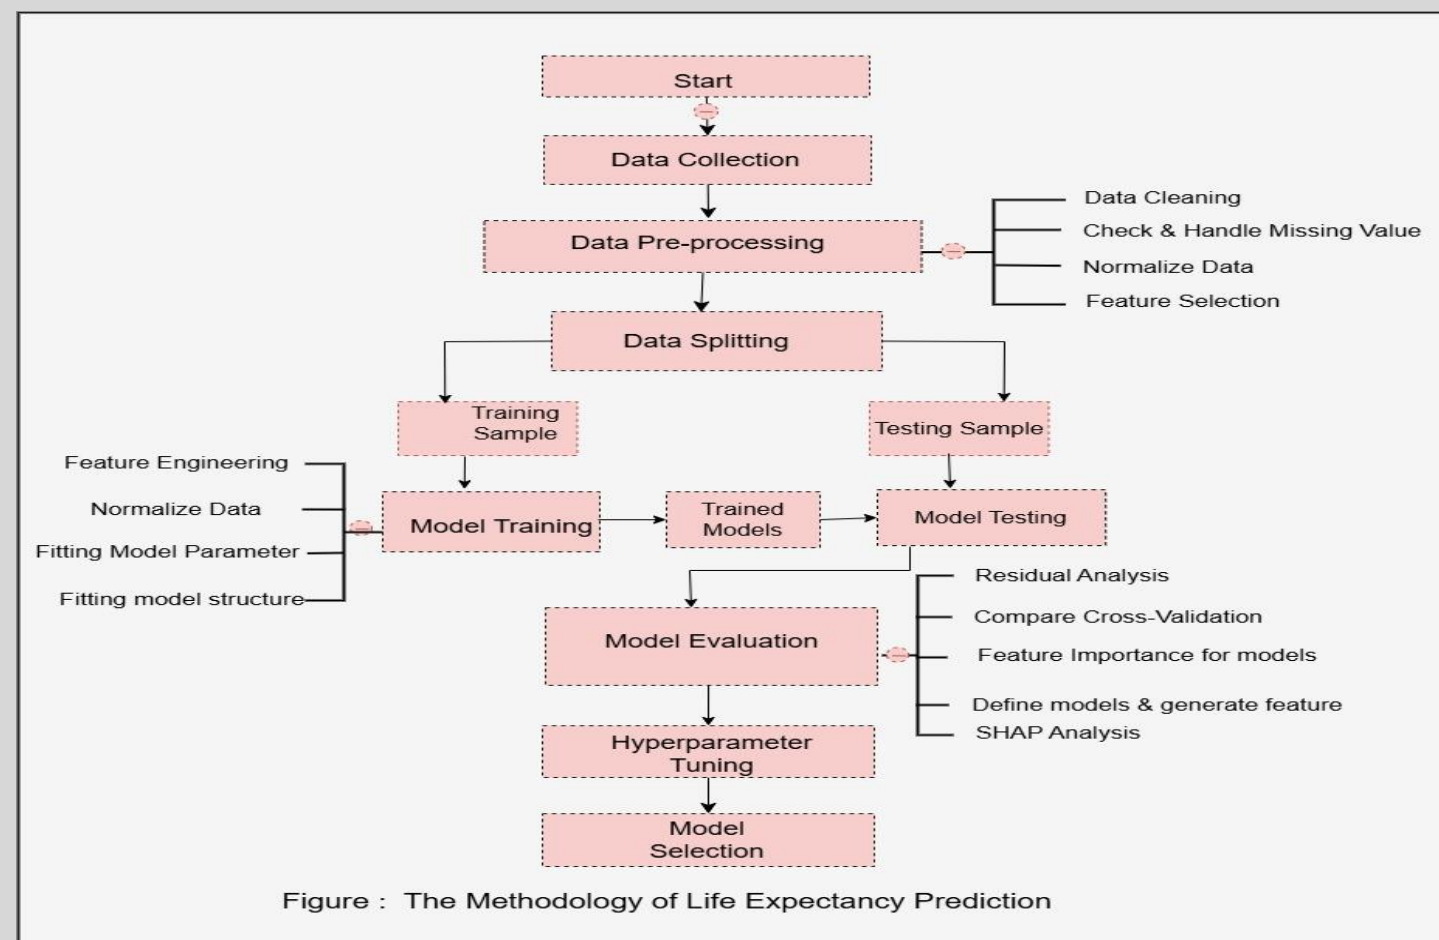 Start
Data Collection
Data Pre-processing
Data Cleaning
Check & Handle Missing Value
Normalize Data
Feature Selection
Data Splitting
Training
Sample
Testing Sample
Feature Engineering
Normalize Data
Fitting Model Parameter
Fitting model structure
Model Training
Trained
Models
Model Testing
Model Evaluation
Residual Analysis
Compare Cross-Validation
Feature Importance for models
Define models & generate feature
SHAP Analysis
Hyperparameter
Tuning
Model
Selection
Figure : The Methodology of Life Expectancy Prediction